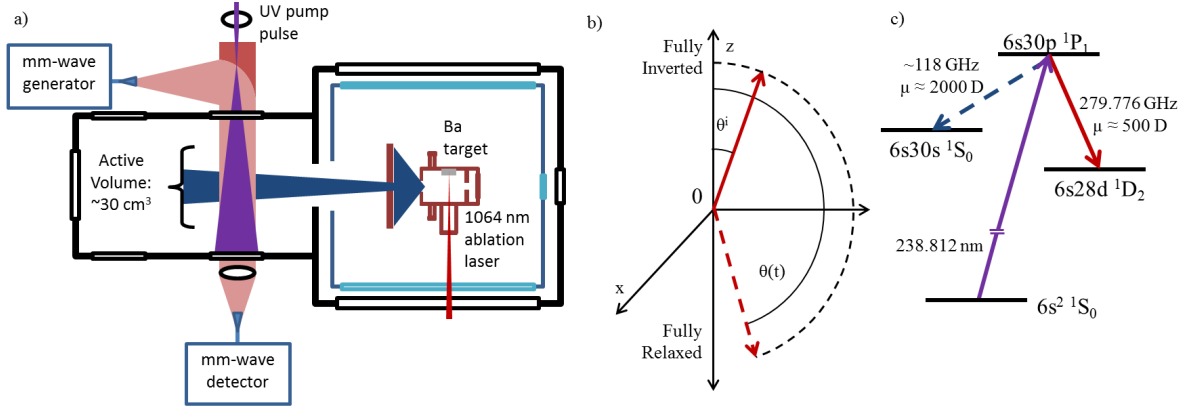 a)
UV pump
pulse
mm-wave
generator
Active
Volume:
~30 cm³
Ba
target
1064 nm
ablation
laser
mm-wave
detector
b)
Fully
Inverted
z
θⁱ
0
θ(t)
x
Fully
Relaxed
c)
6s30p ¹P₁
~118 GHz
μ ≈ 2000 D
279.776 GHz
μ ≈ 500 D
6s30s ¹S₀
6s28d ¹D₂
238.812 nm
6s² ¹S₀